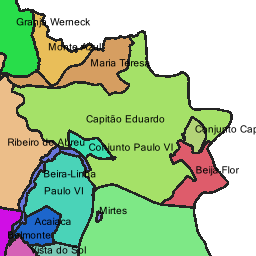 Granja Werneck
Monte Azul
Maria Teresa
Capitão Eduardo
Conjunto Cap
Ribeiro de Abreu
Conjunto Paulo VI
Beija-Flor
Beira-Linha
Paulo VI
Mirtes
Acaiaca
Belmonte
Vista do Sol